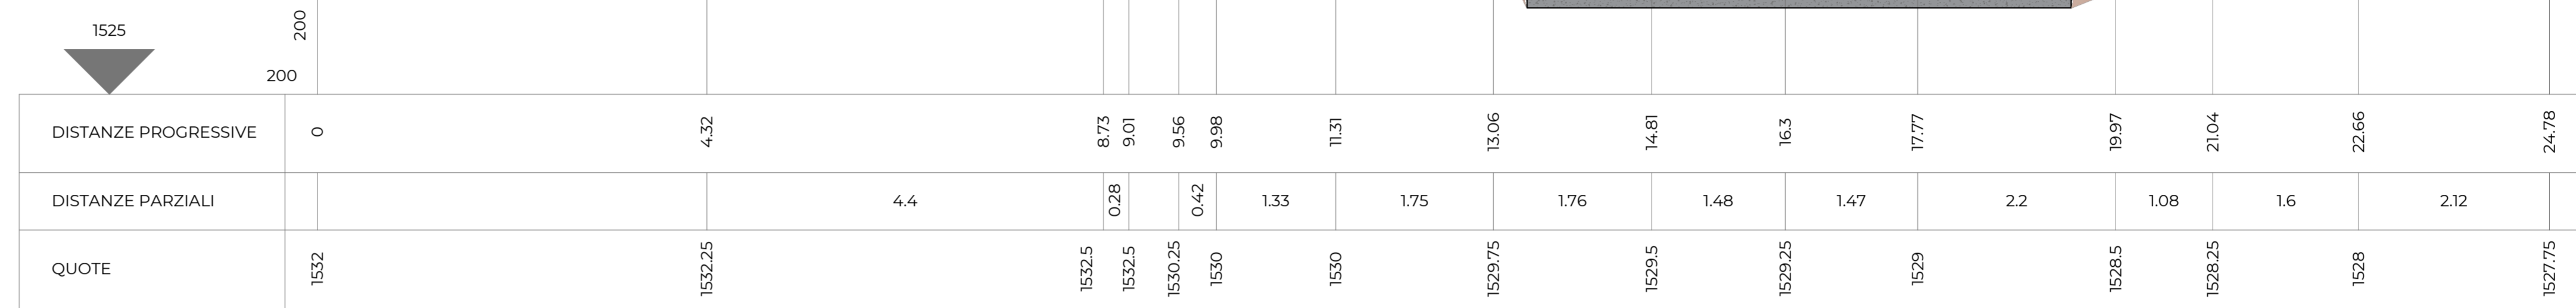 1525
200
200
DISTANZE PROGRESSIVE 0 4.32 8.73 9.01 9.56 9.98 11.31 13.06 14.81 16.3 17.77 19.97 21.04 22.66 24.78
DISTANZE PARZIALI 4.4 0.28 0.42 1.33 1.75 1.76 1.48 1.47 2.2 1.08 1.6 2.12
QUOTE 1532 1532.25 1532.5 1532.5 1530.25 1530 1530 1529.75 1529.5 1529.25 1529 1528.5 1528.25 1528 1527.75